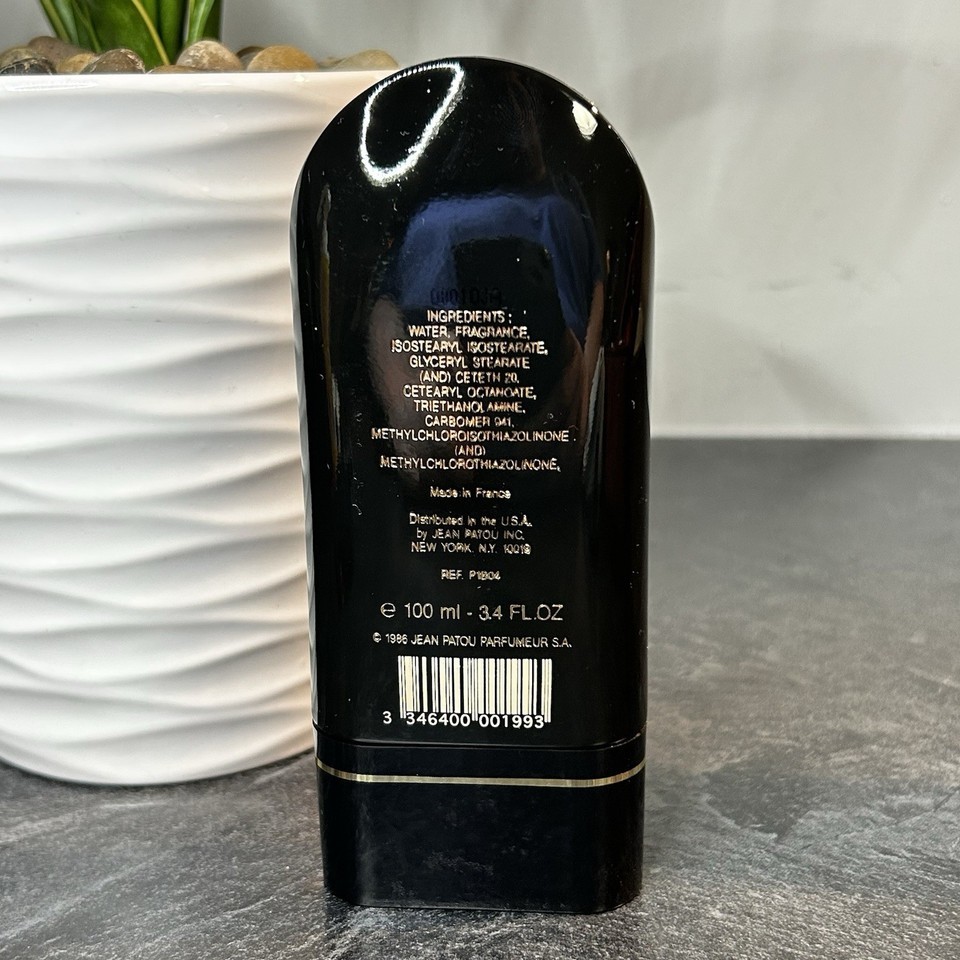 INGREDIENTS :
WATER, FRAGRANCE,
ISOSTEARYL ISOSTEARATE,
GLYCERYL STEARATE
(AND) CETETH 20,
CETEARYL OCTANOATE,
TRIETHANOLAMINE,
CARBOMER 941,
METHYLCHLOROISOTHIAZOLINONE
(AND)
METHYLCHLOROTHIAZOLINONE,
Made in France
Distributed in the U.S.A.
by JEAN PATOU INC.
NEW YORK. N.Y. 10019
REF.
℮ 100 ml - 3.4 FL.OZ
© 1986 JEAN PATOU PARFUMEUR S.A.
3 346400 001993